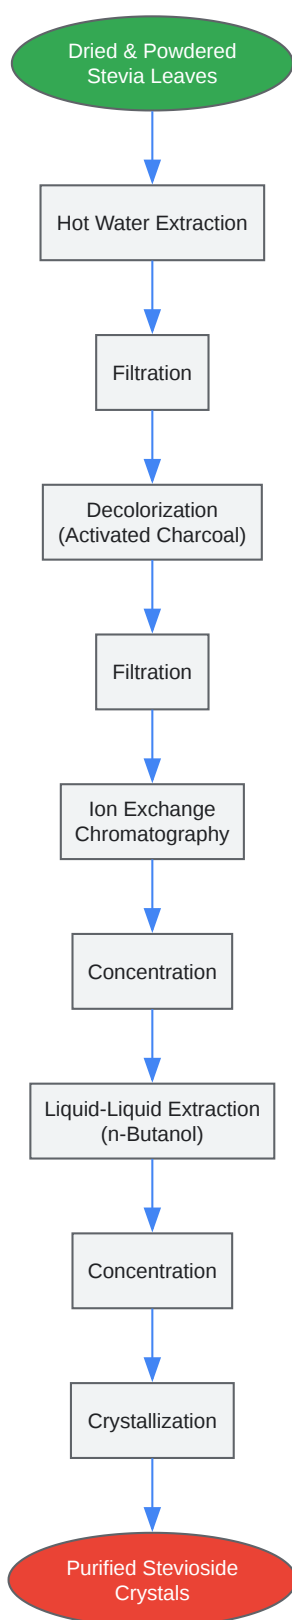 Dried & Powdered
Stevia Leaves
Hot Water Extraction
Filtration
Decolorization
(Activated Charcoal)
Filtration
Ion Exchange
Chromatography
Concentration
Liquid-Liquid Extraction
(n-Butanol)
Concentration
Crystallization
Purified Stevioside
Crystals